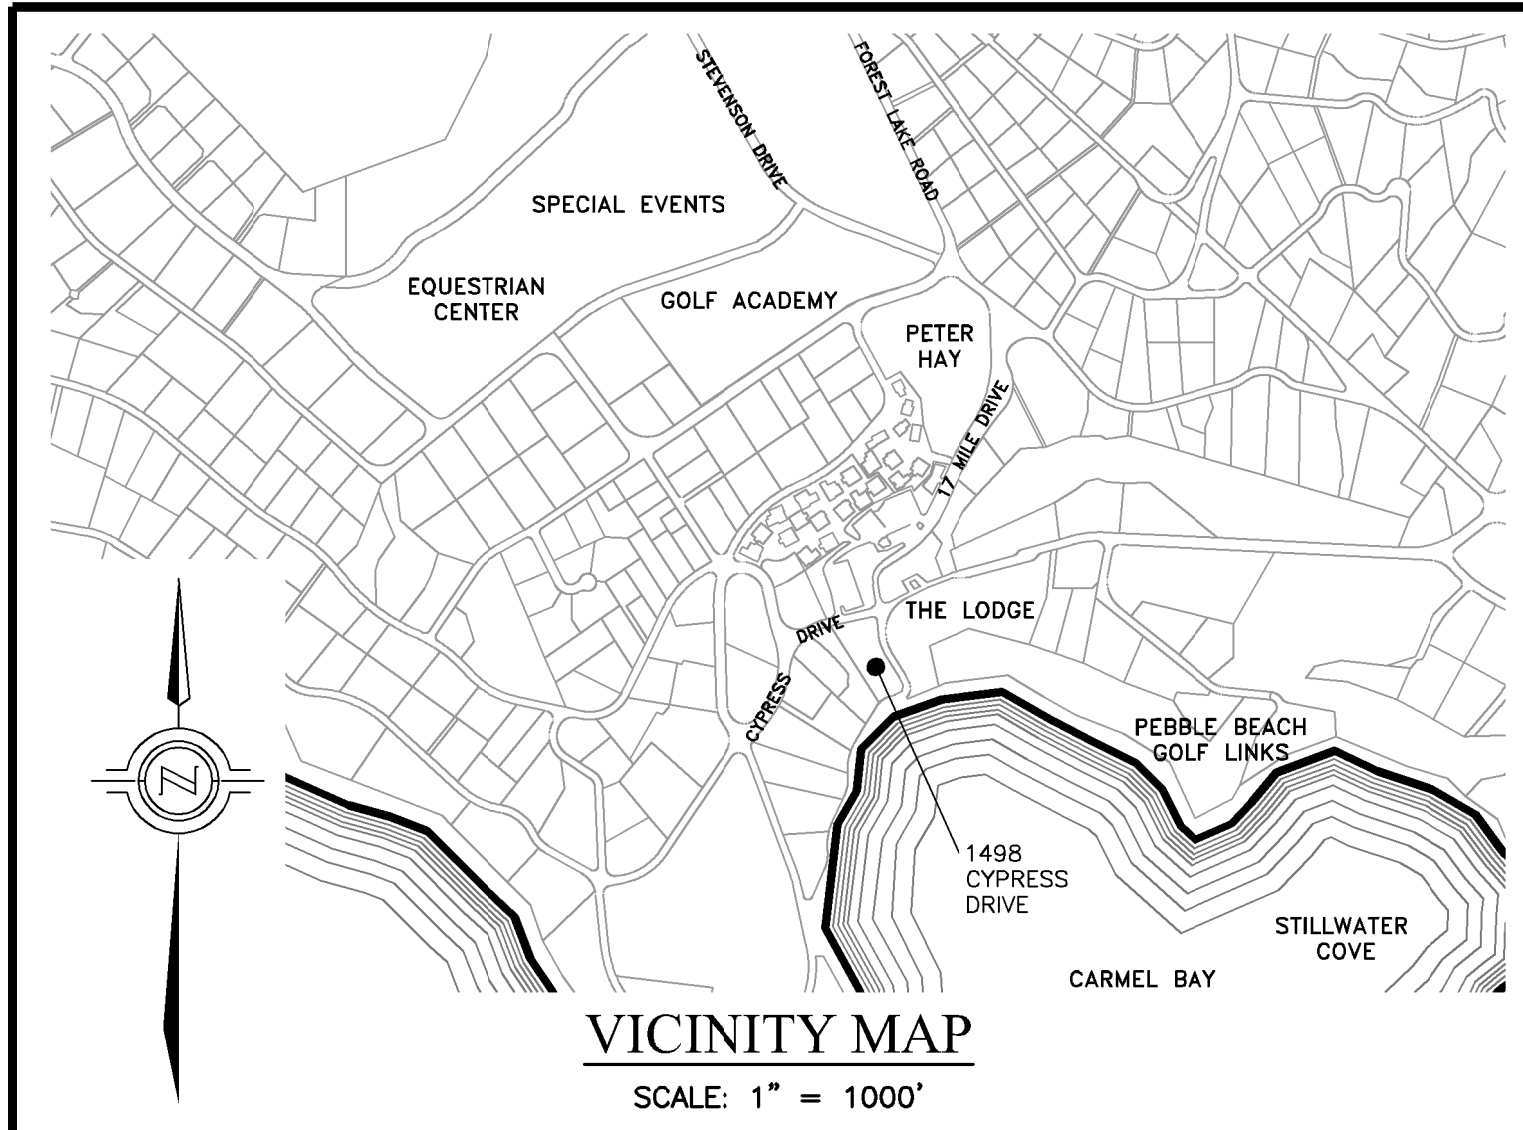 STEVENSON DRIVE
FOREST LAKE ROAD
SPECIAL EVENTS
EQUESTRIAN
CENTER
GOLF ACADEMY
PETER
HAY
17 MILE DRIVE
THE LODGE
CYPRESS DRIVE
PEBBLE BEACH
GOLF LINKS
N
1498
CYPRESS
DRIVE
STILLWATER
COVE
CARMEL BAY
VICINITY MAP
SCALE: 1" = 1000'